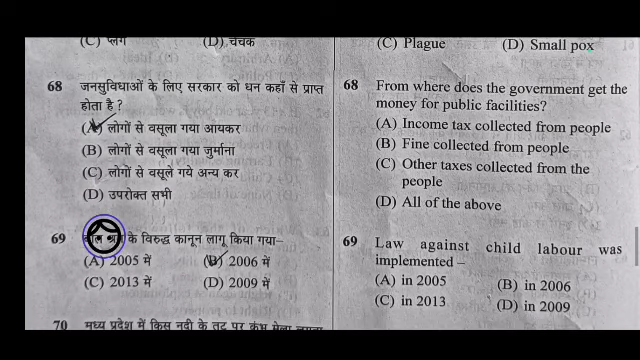 (C) प्लेग (D) चेचक
68 जनसुविधाओं के लिए सरकार को धन कहाँ से प्राप्त
होता है ?
(A) लोगों से वसूला गया आयकर
(B) लोगों से वसूला गया जुर्माना
(C) लोगों से वसूले गये अन्य कर
(D) उपरोक्त सभी
69 के विरुद्ध कानून लागू किया गया–
(A) 2005 में (B) 2006 में
(C) 2013 में (D) 2009 में
70 मध्य प्रदेश में किस नदी के तट पर कुंभ मेला
(C) Plague (D) Small pox
68 From where does the government get the
money for public facilities?
(A) Income tax collected from people
(B) Fine collected from people
(C) Other taxes collected from the
people
(D) All of the above
69 Law against child labour was
implemented –
(A) in 2005 (B) in 2006
(C) in 2013 (D) in 2009